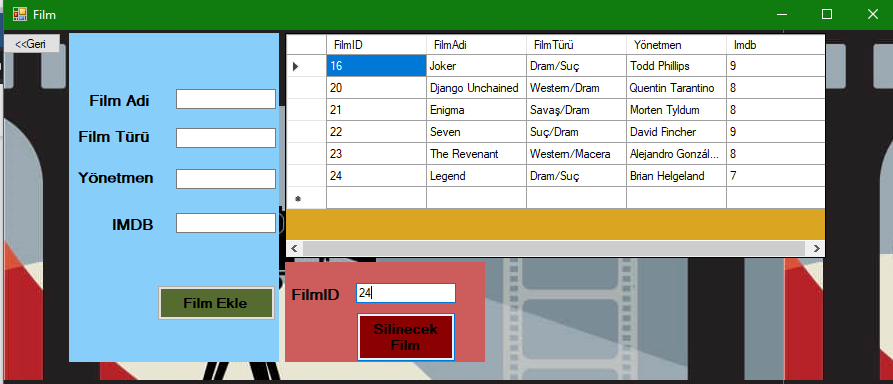 Film
<<Geri
Film Adi
Film Türü
Yönetmen
IMDB
Film Ekle
FilmID FilmAdi FilmTürü Yönetmen Imdb
16 Joker Dram/Suç Todd Phillips 9
20 Django Unchained Western/Dram Quentin Tarantino 8
21 Enigma Savaş/Dram Morten Tyldum 8
22 Seven Suç/Dram David Fincher 9
23 The Revenant Western/Macera Alejandro Gonzál... 8
24 Legend Dram/Suç Brian Helgeland 7
FilmID 24
Silinecek
Film